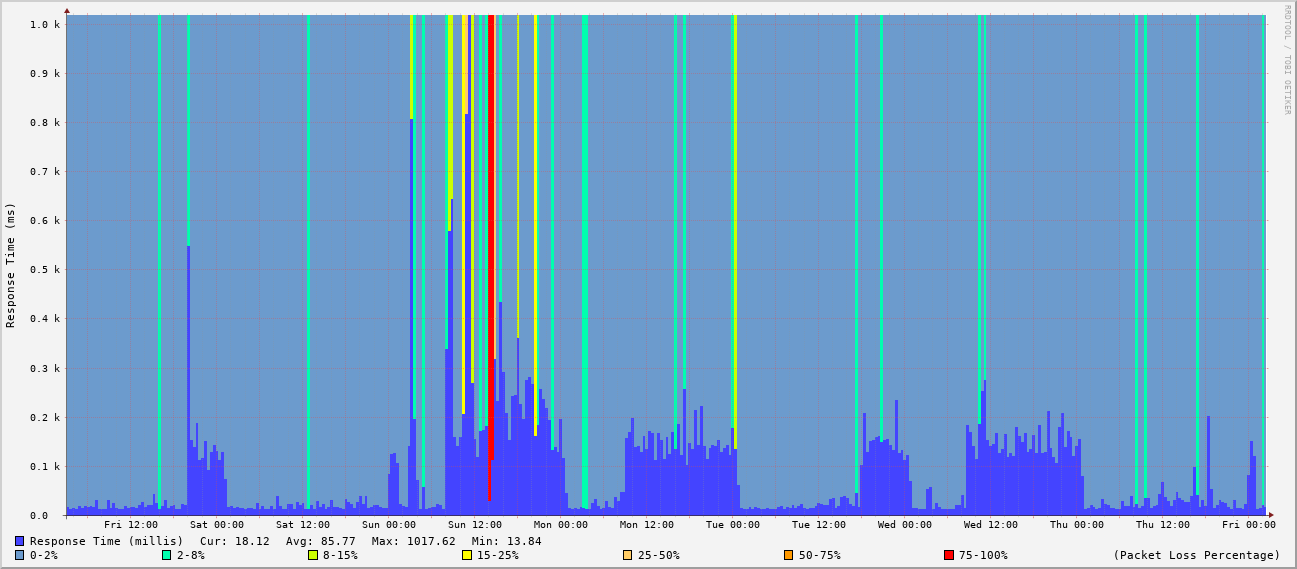 RRDTOOL / TOBI OETIKER
Response Time (ms)
1.0 k
0.9 k
0.8 k
0.7 k
0.6 k
0.5 k
0.4 k
0.3 k
0.2 k
0.1 k
0.0
Fri 12:00 Sat 00:00 Sat 12:00 Sun 00:00 Sun 12:00 Mon 00:00 Mon 12:00 Tue 00:00 Tue 12:00 Wed 00:00 Wed 12:00 Thu 00:00 Thu 12:00 Fri 00:00
Response Time (millis) Cur: 18.12 Avg: 85.77 Max: 1017.62 Min: 13.84
0-2% 2-8% 8-15% 15-25% 25-50% 50-75% 75-100% (Packet Loss Percentage)